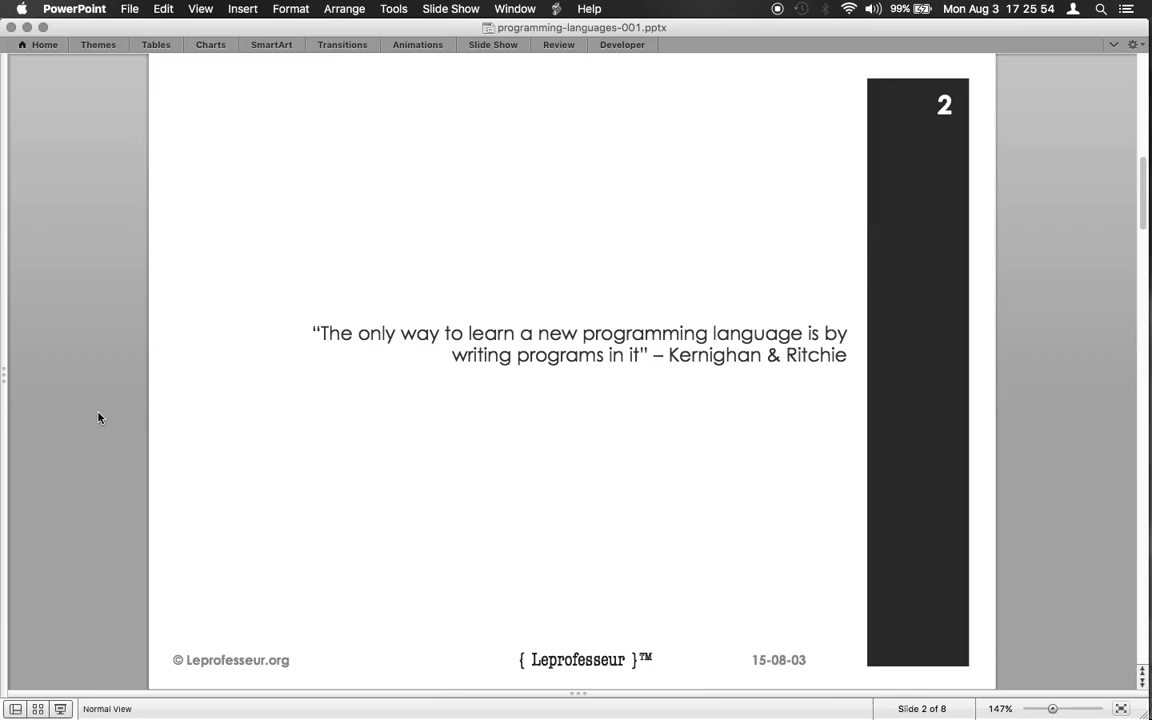 PowerPoint File Edit View Insert Format Arrange Tools Slide Show Window Help 99% Mon Aug 3 17 25 54
programming-languages-001.pptx
Home Themes Tables Charts SmartArt Transitions Animations Slide Show Review Developer
2
“The only way to learn a new programming language is by
writing programs in it” – Kernighan & Ritchie
© Leprofesseur.org { Leprofesseur }™ 15-08-03
Normal View Slide 2 of 8 147%